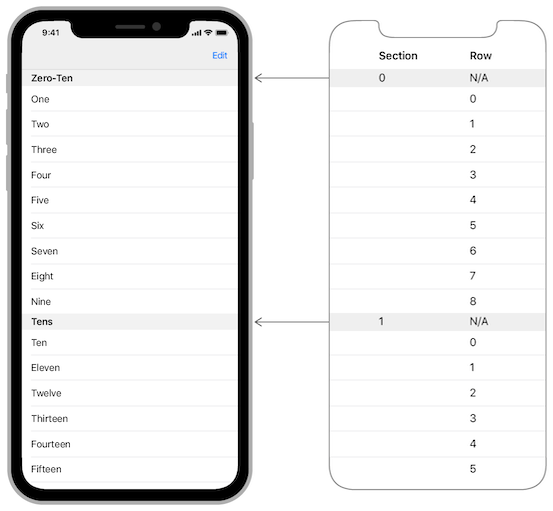 9:41
Edit
Zero-Ten
One
Two
Three
Four
Five
Six
Seven
Eight
Nine
Tens
Ten
Eleven
Twelve
Thirteen
Fourteen
Fifteen
Section Row
0 N/A
0
1
2
3
4
5
6
7
8
1 N/A
0
1
2
3
4
5